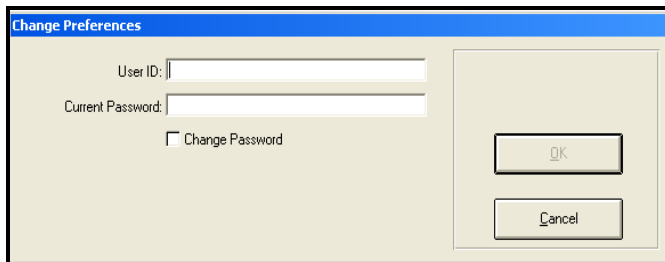 Change Preferences
User ID:
Current Password:
Change Password
OK
Cancel